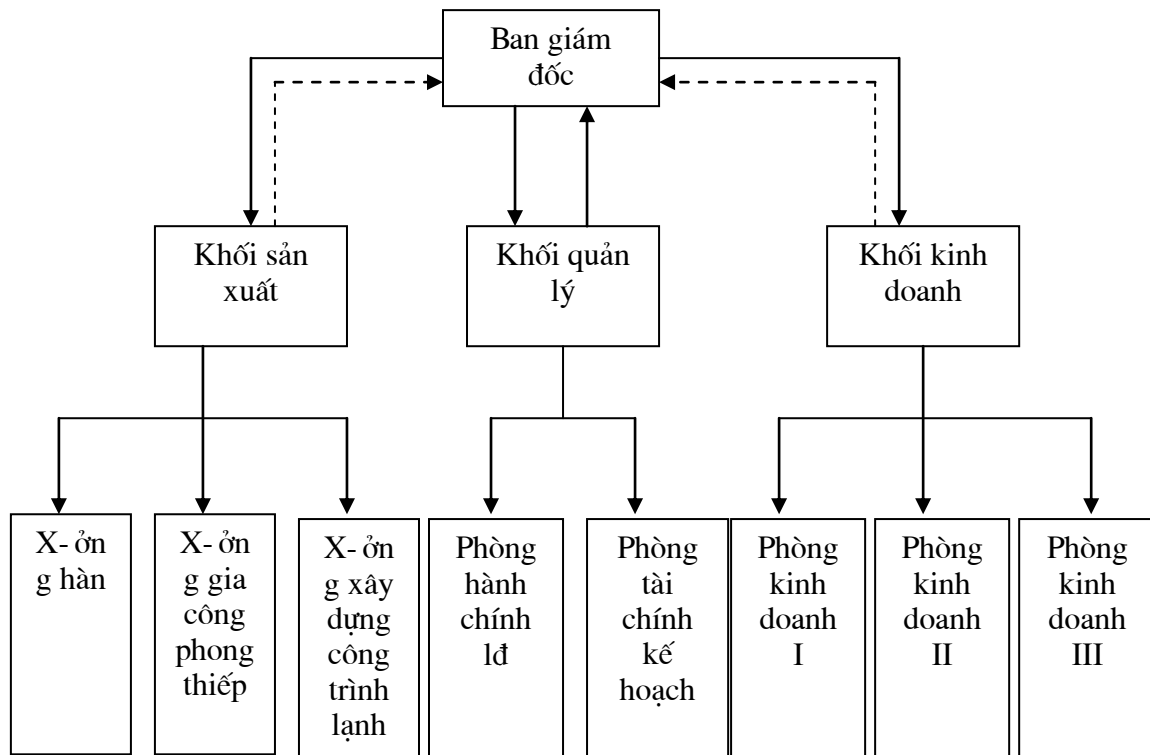 Ban giám
đốc
Khối sản
xuất
Khối quản
lý
Khối kinh
doanh
X- ởn
g hàn
X- ởn
g gia
công
phong
thiếp
X- ởn
g xây
dựng
công
trình
lạnh
Phòng
hành
chính
lđ
Phòng
tài
chính
kế
hoạch
Phòng
kinh
doanh
I
Phòng
kinh
doanh
II
Phòng
kinh
doanh
III